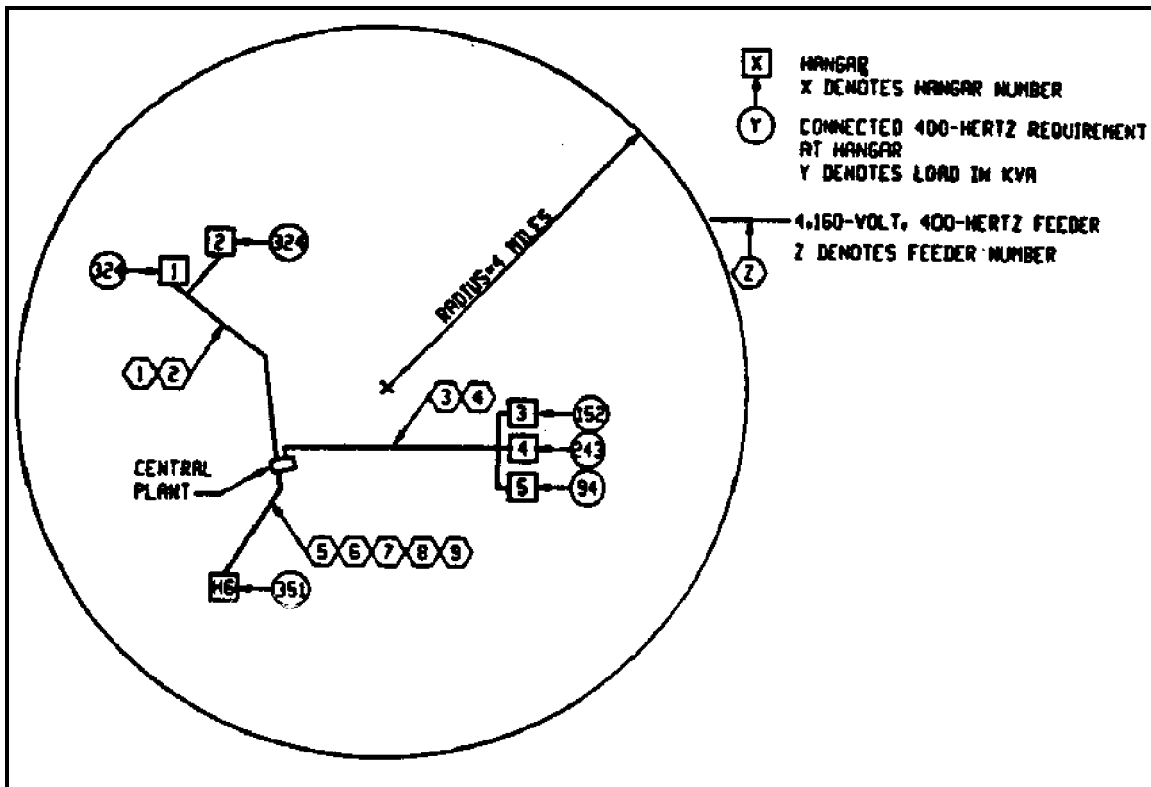 X
HANGAR
X DENOTES HANGAR NUMBER
Y
CONNECTED 400-HERTZ REQUIREMENT
AT HANGAR
Y DENOTES LOAD IN KVA
4,160-VOLT, 400-HERTZ FEEDER
Z DENOTES FEEDER NUMBER
Z
RADIUS=4 MILES
2
324
324
1
1 2
3 4
3
152
4
243
5
94
CENTRAL
PLANT
5 6 7 8 9
H6
351